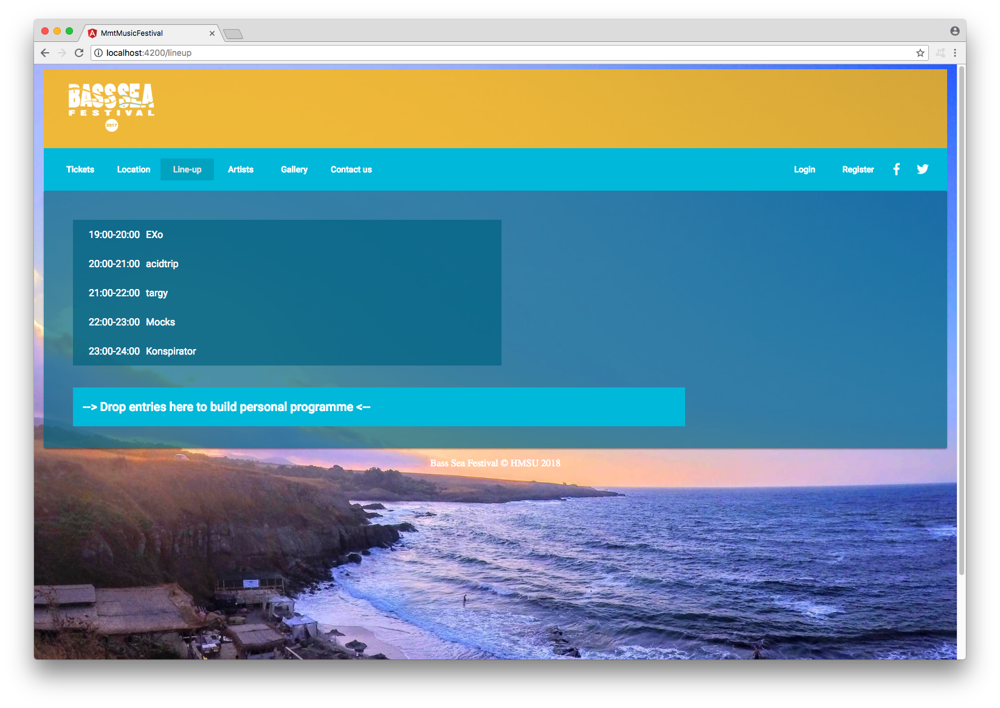 MmtMusicFestival
localhost:4200/lineup
BASS SEA
FESTIVAL
2017
Tickets Location Line-up Artists Gallery Contact us Login Register
19:00-20:00 EXo
20:00-21:00 acidtrip
21:00-22:00 targy
22:00-23:00 Mocks
23:00-24:00 Konspirator
--> Drop entries here to build personal programme <--
Bass Sea Festival © HMSU 2018